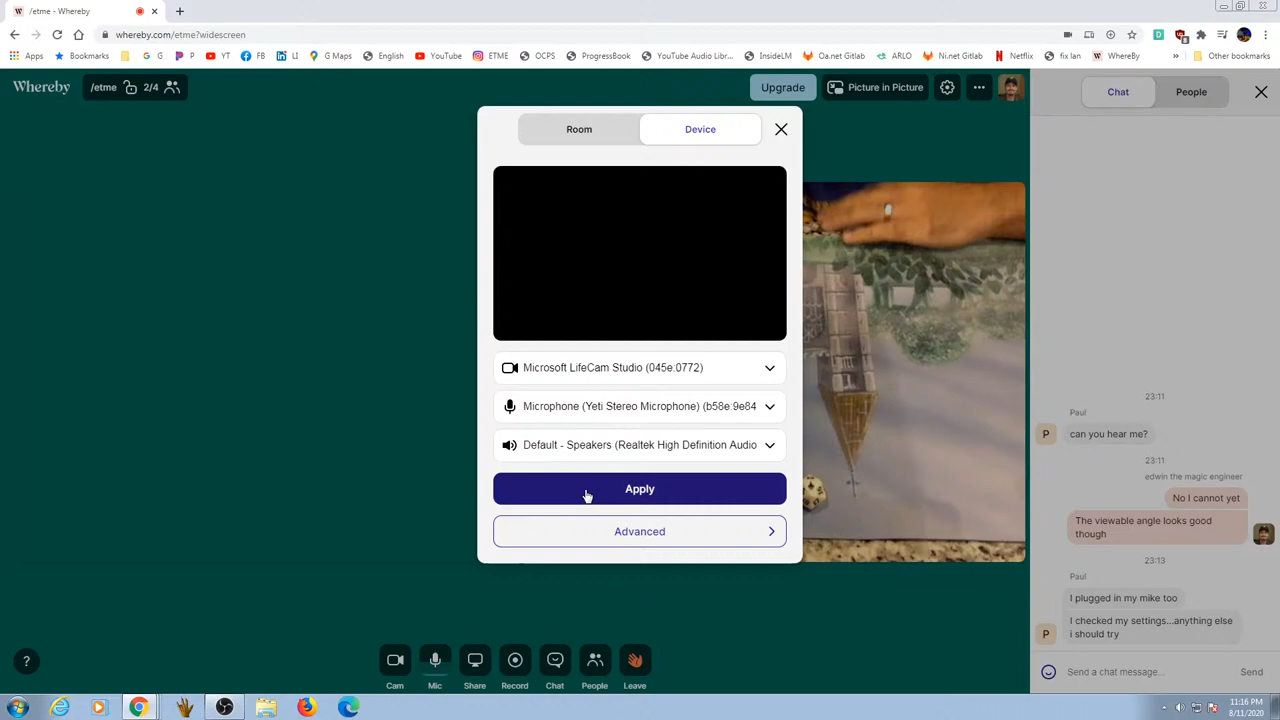 /etme - Whereby
whereby.com/etme?widescreen
Apps Bookmarks G G P YT FB LI G Maps English YouTube ETME OCPS ProgressBook YouTube Audio Libr... InsideLM Oa.net Gitlab ARLO Ni.net Gitlab Netflix fix lan WhereBy » Other bookmarks
Whereby /etme 2/4 Upgrade Picture in Picture
Chat People
Room Device
Microsoft LifeCam Studio (045e:0772)
Microphone (Yeti Stereo Microphone) (b58e:9e84
Default - Speakers (Realtek High Definition Audio
Apply
Advanced
23:11
Paul
P can you hear me?
23:11
edwin the magic engineer
No I cannot yet
The viewable angle looks good
though
23:13
Paul
I plugged in my mike too
I checked my settings...anything else
P i should try
Send a chat message... Send
?
Cam Mic Share Record Chat People Leave
11:16 PM
8/11/2020